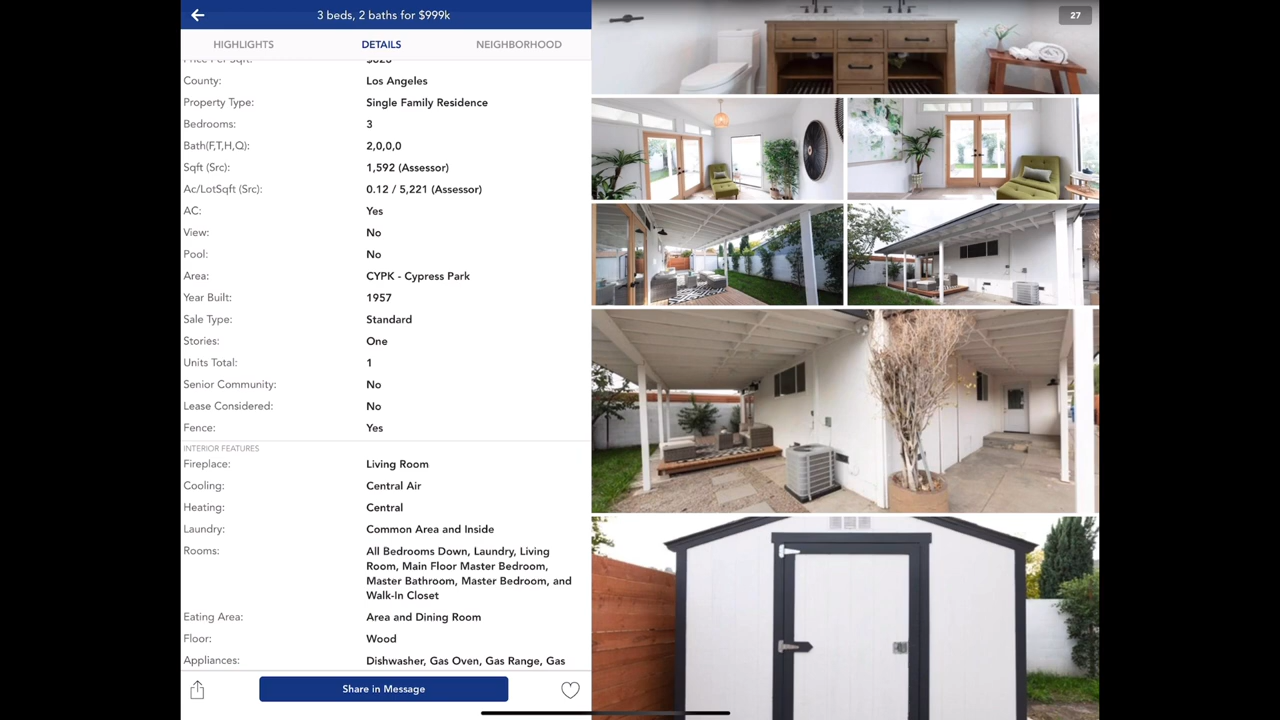 3 beds, 2 baths for $999k
27
HIGHLIGHTS DETAILS NEIGHBORHOOD
County: Los Angeles
Property Type: Single Family Residence
Bedrooms: 3
Bath(F,T,H,Q): 2,0,0,0
Sqft (Src): 1,592 (Assessor)
Ac/LotSqft (Src): 0.12 / 5,221 (Assessor)
AC: Yes
View: No
Pool: No
Area: CYPK - Cypress Park
Year Built: 1957
Sale Type: Standard
Stories: One
Units Total: 1
Senior Community: No
Lease Considered: No
Fence: Yes
INTERIOR FEATURES
Fireplace: Living Room
Cooling: Central Air
Heating: Central
Laundry: Common Area and Inside
Rooms: All Bedrooms Down, Laundry, Living
Room, Main Floor Master Bedroom,
Master Bathroom, Master Bedroom, and
Walk-In Closet
Eating Area: Area and Dining Room
Floor: Wood
Appliances: Dishwasher, Gas Oven, Gas Range, Gas
Share in Message